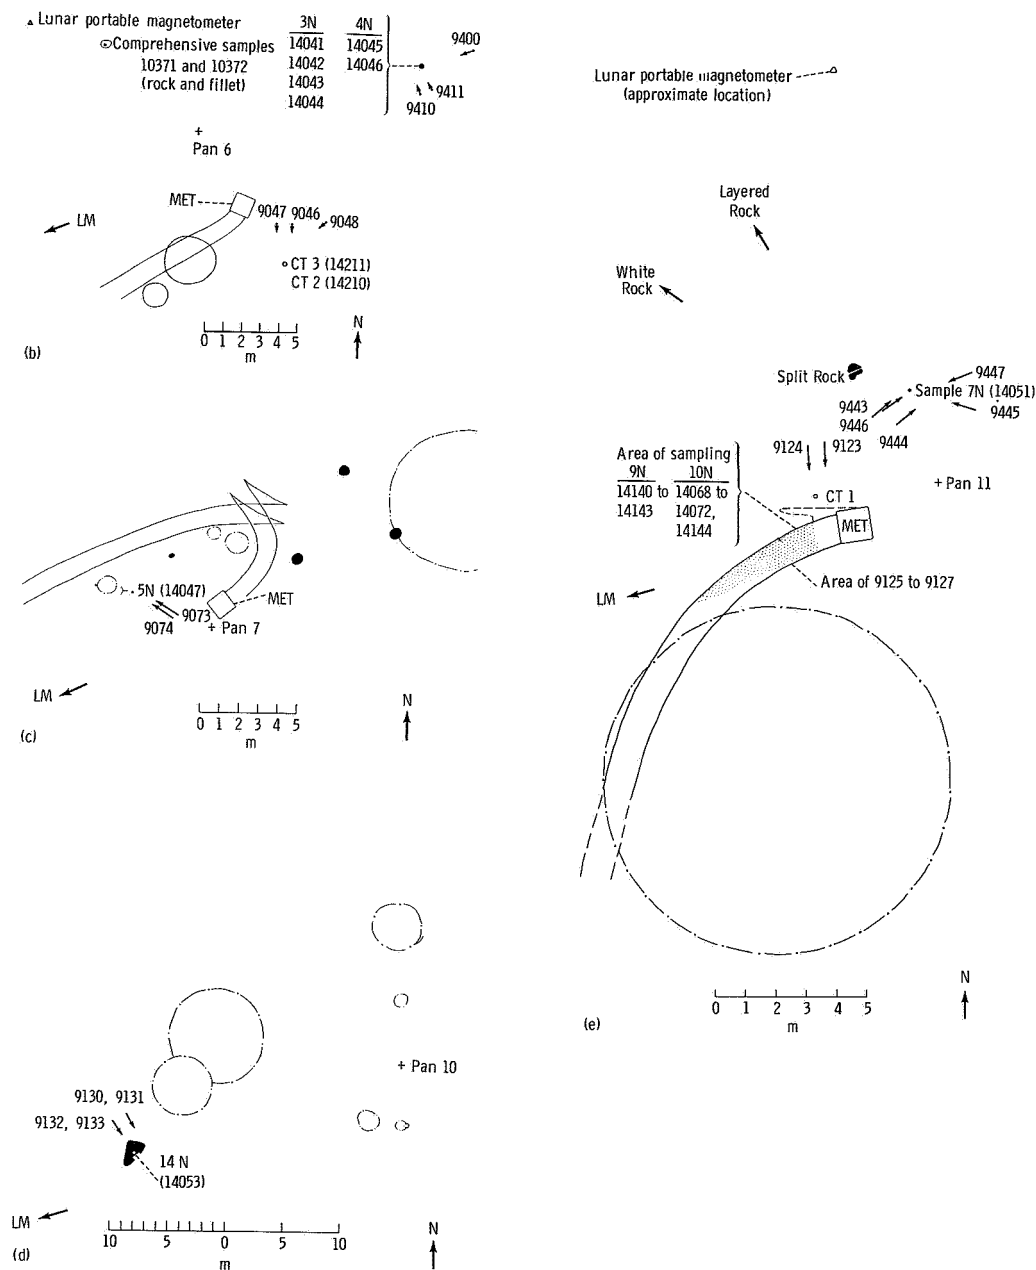 Lunar portable magnetometer
3N 4N
Comprehensive samples
14041 14045
10371 and 10372
14042 14046
(rock and fillet)
14043
14044
9400
9411
9410
+
Pan 6
MET
9047 9046
9048
LM
CT 3 (14211)
CT 2 (14210)
0 1 2 3 4 5
m
N
(b)
5N (14047)
9073
9074
MET
+ Pan 7
LM
0 1 2 3 4 5
m
N
(c)
+ Pan 10
9130, 9131
9132, 9133
14 N
(14053)
LM
10 5 0 5 10
m
N
(d)
Lunar portable magnetometer
(approximate location)
Layered
Rock
White
Rock
Split Rock
9447
Sample 7N (14051)
9443
9445
9446
9444
9124 9123
Area of sampling
9N 10N
14140 to 14068 to
14143 14072,
14144
+ Pan 11
CT 1
MET
Area of 9125 to 9127
LM
0 1 2 3 4 5
m
N
(e)